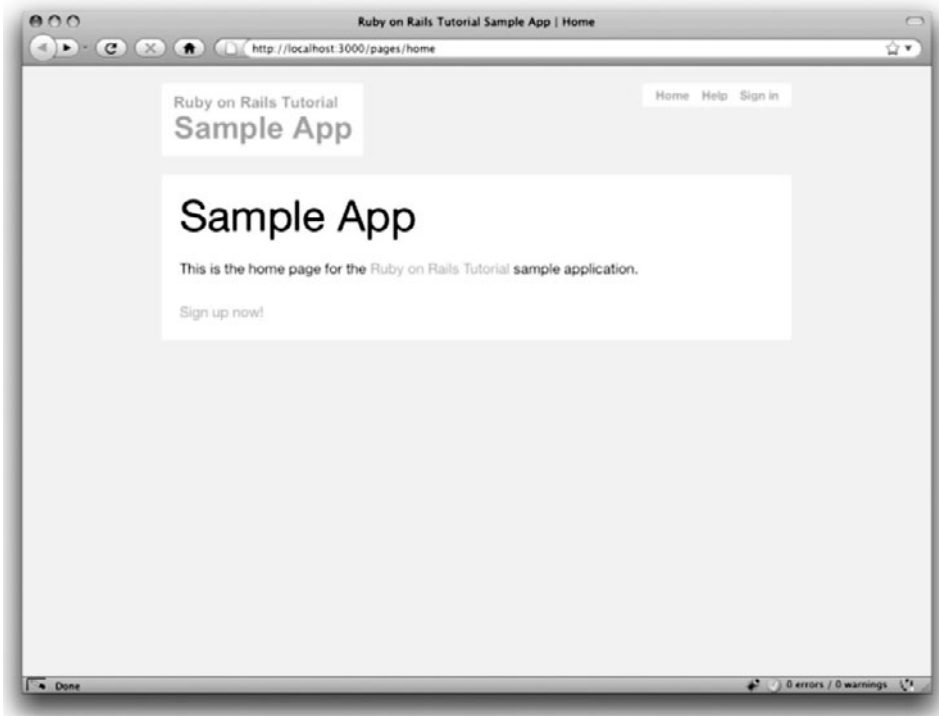 Ruby on Rails Tutorial Sample App | Home
http://localhost:3000/pages/home
Ruby on Rails Tutorial
Sample App
Home Help Sign in
Sample App
This is the home page for the Ruby on Rails Tutorial sample application.
Sign up now!
Done
0 errors / 0 warnings